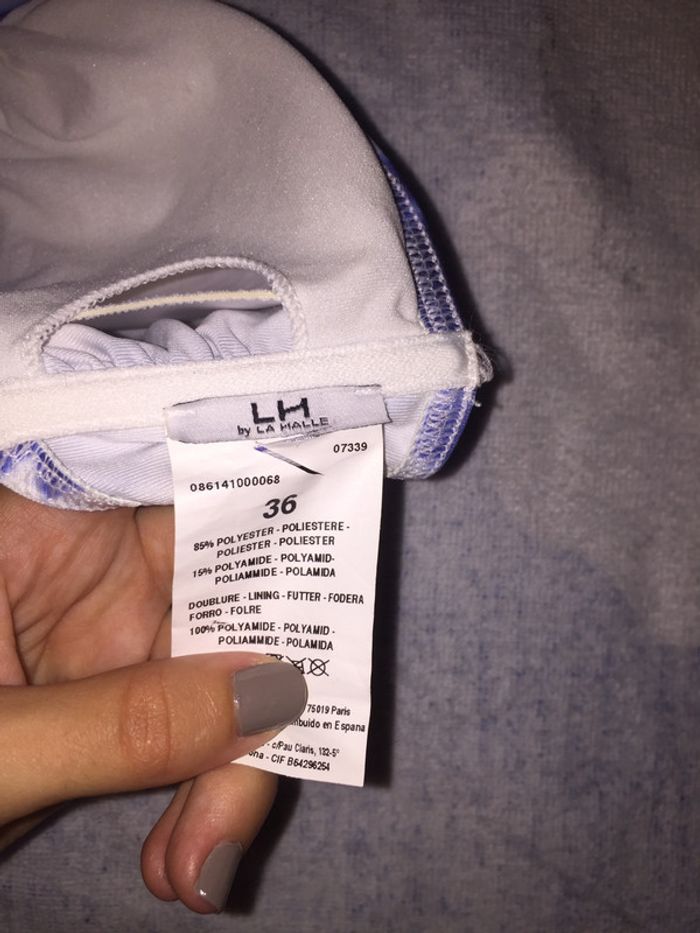 LH
by LA HALLE
07339
086141000068
36
85% POLYESTER - POLIESTERE -
POLIESTER - POLIESTER
15% POLYAMIDE - POLYAMID-
POLIAMMIDE - POLAMIDA
DOUBLURE - LINING - FUTTER - FODERA
FORRO - FOLRE
100% POLYAMIDE - POLYAMID -
POLIAMMIDE - POLAMIDA
75019 Paris
en Espana
- c/Pau Claris, 132-5°
- CIF B64296254